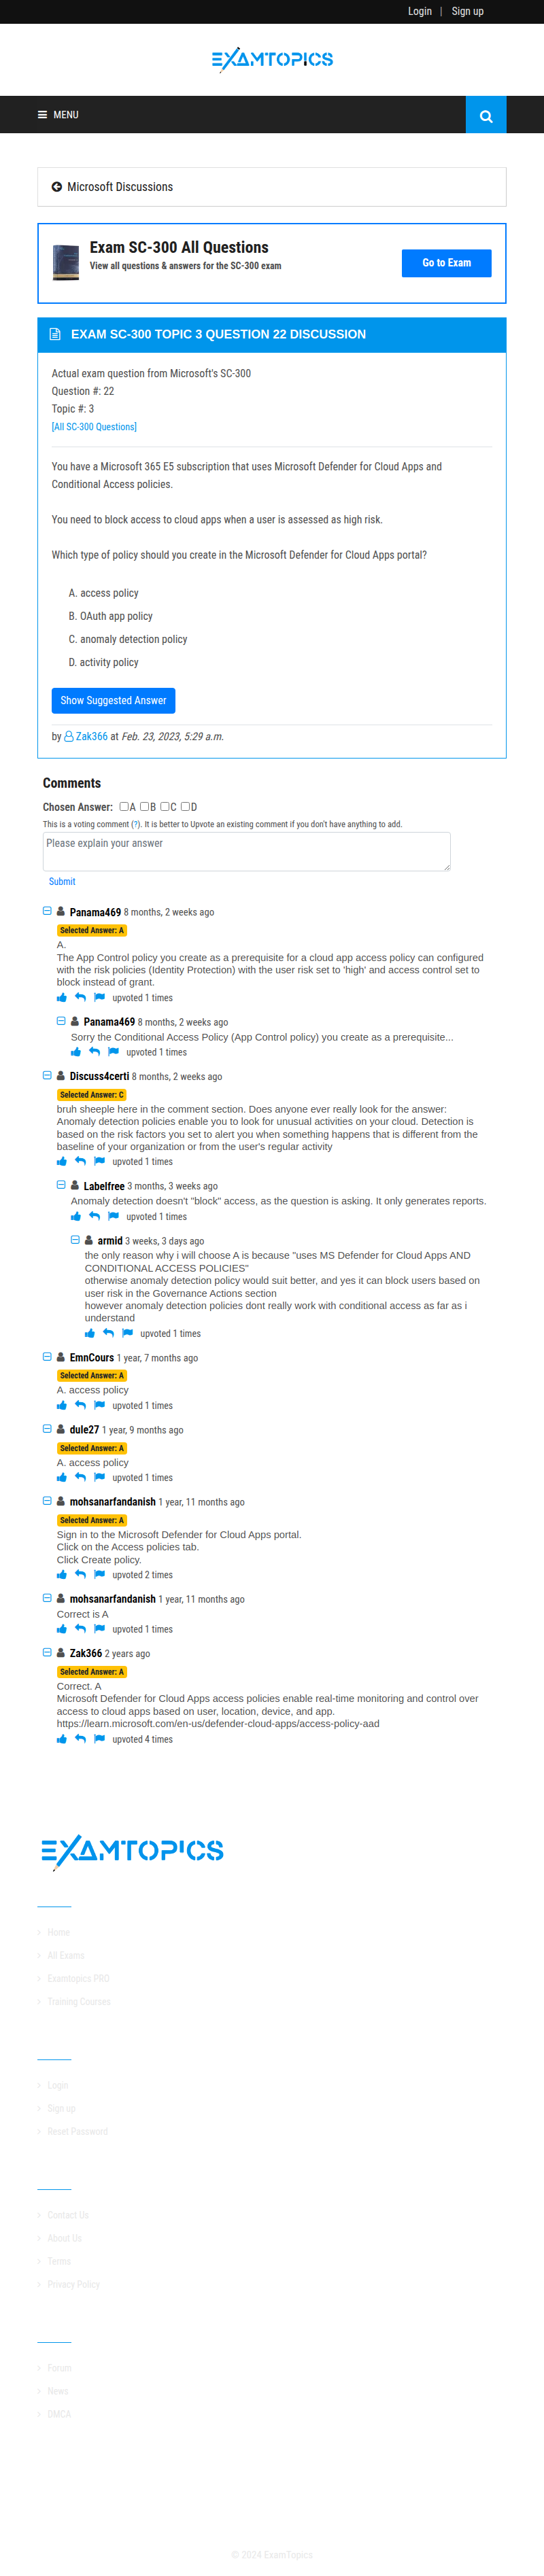 Login | Sign up
EXAMTOPICS
MENU
Microsoft Discussions
Exam SC-300 All Questions
View all questions & answers for the SC-300 exam
Go to Exam
EXAM SC-300 TOPIC 3 QUESTION 22 DISCUSSION
Actual exam question from Microsoft's SC-300
Question #: 22
Topic #: 3
[All SC-300 Questions]
You have a Microsoft 365 E5 subscription that uses Microsoft Defender for Cloud Apps and
Conditional Access policies.
You need to block access to cloud apps when a user is assessed as high risk.
Which type of policy should you create in the Microsoft Defender for Cloud Apps portal?
A. access policy
B. OAuth app policy
C. anomaly detection policy
D. activity policy
Show Suggested Answer
by Zak366 at Feb. 23, 2023, 5:29 a.m.
Comments
Chosen Answer: A B C D
This is a voting comment (?). It is better to Upvote an existing comment if you don't have anything to add.
Please explain your answer
Submit
Panama469 8 months, 2 weeks ago
Selected Answer: A
A.
The App Control policy you create as a prerequisite for a cloud app access policy can configured
with the risk policies (Identity Protection) with the user risk set to 'high' and access control set to
block instead of grant.
upvoted 1 times
Panama469 8 months, 2 weeks ago
Sorry the Conditional Access Policy (App Control policy) you create as a prerequisite...
upvoted 1 times
Discuss4certi 8 months, 2 weeks ago
Selected Answer: C
bruh sheeple here in the comment section. Does anyone ever really look for the answer:
Anomaly detection policies enable you to look for unusual activities on your cloud. Detection is
based on the risk factors you set to alert you when something happens that is different from the
baseline of your organization or from the user's regular activity
upvoted 1 times
Labelfree 3 months, 3 weeks ago
Anomaly detection doesn't "block" access, as the question is asking. It only generates reports.
upvoted 1 times
armid 3 weeks, 3 days ago
the only reason why i will choose A is because "uses MS Defender for Cloud Apps AND
CONDITIONAL ACCESS POLICIES"
otherwise anomaly detection policy would suit better, and yes it can block users based on
user risk in the Governance Actions section
however anomaly detection policies dont really work with conditional access as far as i
understand
upvoted 1 times
EmnCours 1 year, 7 months ago
Selected Answer: A
A. access policy
upvoted 1 times
dule27 1 year, 9 months ago
Selected Answer: A
A. access policy
upvoted 1 times
mohsanarfandanish 1 year, 11 months ago
Selected Answer: A
Sign in to the Microsoft Defender for Cloud Apps portal.
Click on the Access policies tab.
Click Create policy.
upvoted 2 times
mohsanarfandanish 1 year, 11 months ago
Correct is A
upvoted 1 times
Zak366 2 years ago
Selected Answer: A
Correct. A
Microsoft Defender for Cloud Apps access policies enable real-time monitoring and control over
access to cloud apps based on user, location, device, and app.
https://learn.microsoft.com/en-us/defender-cloud-apps/access-policy-aad
upvoted 4 times
EXAMTOPICS
Home
All Exams
Examtopics PRO
Training Courses
Login
Sign up
Reset Password
Contact Us
About Us
Terms
Privacy Policy
Forum
News
DMCA
© 2024 ExamTopics